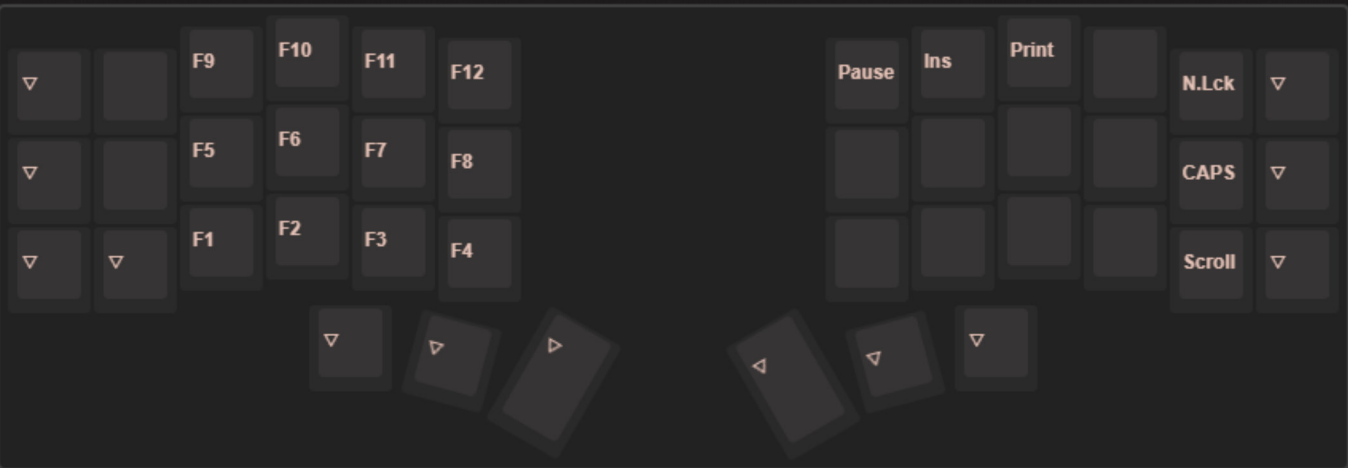 ▽ F9 F10 F11 F12 Pause Ins Print N.Lck ▽
▽ F5 F6 F7 F8 CAPS ▽
▽ ▽ F1 F2 F3 F4 Scroll ▽
▽ ▽ ▽ ▽ ▽ ▽